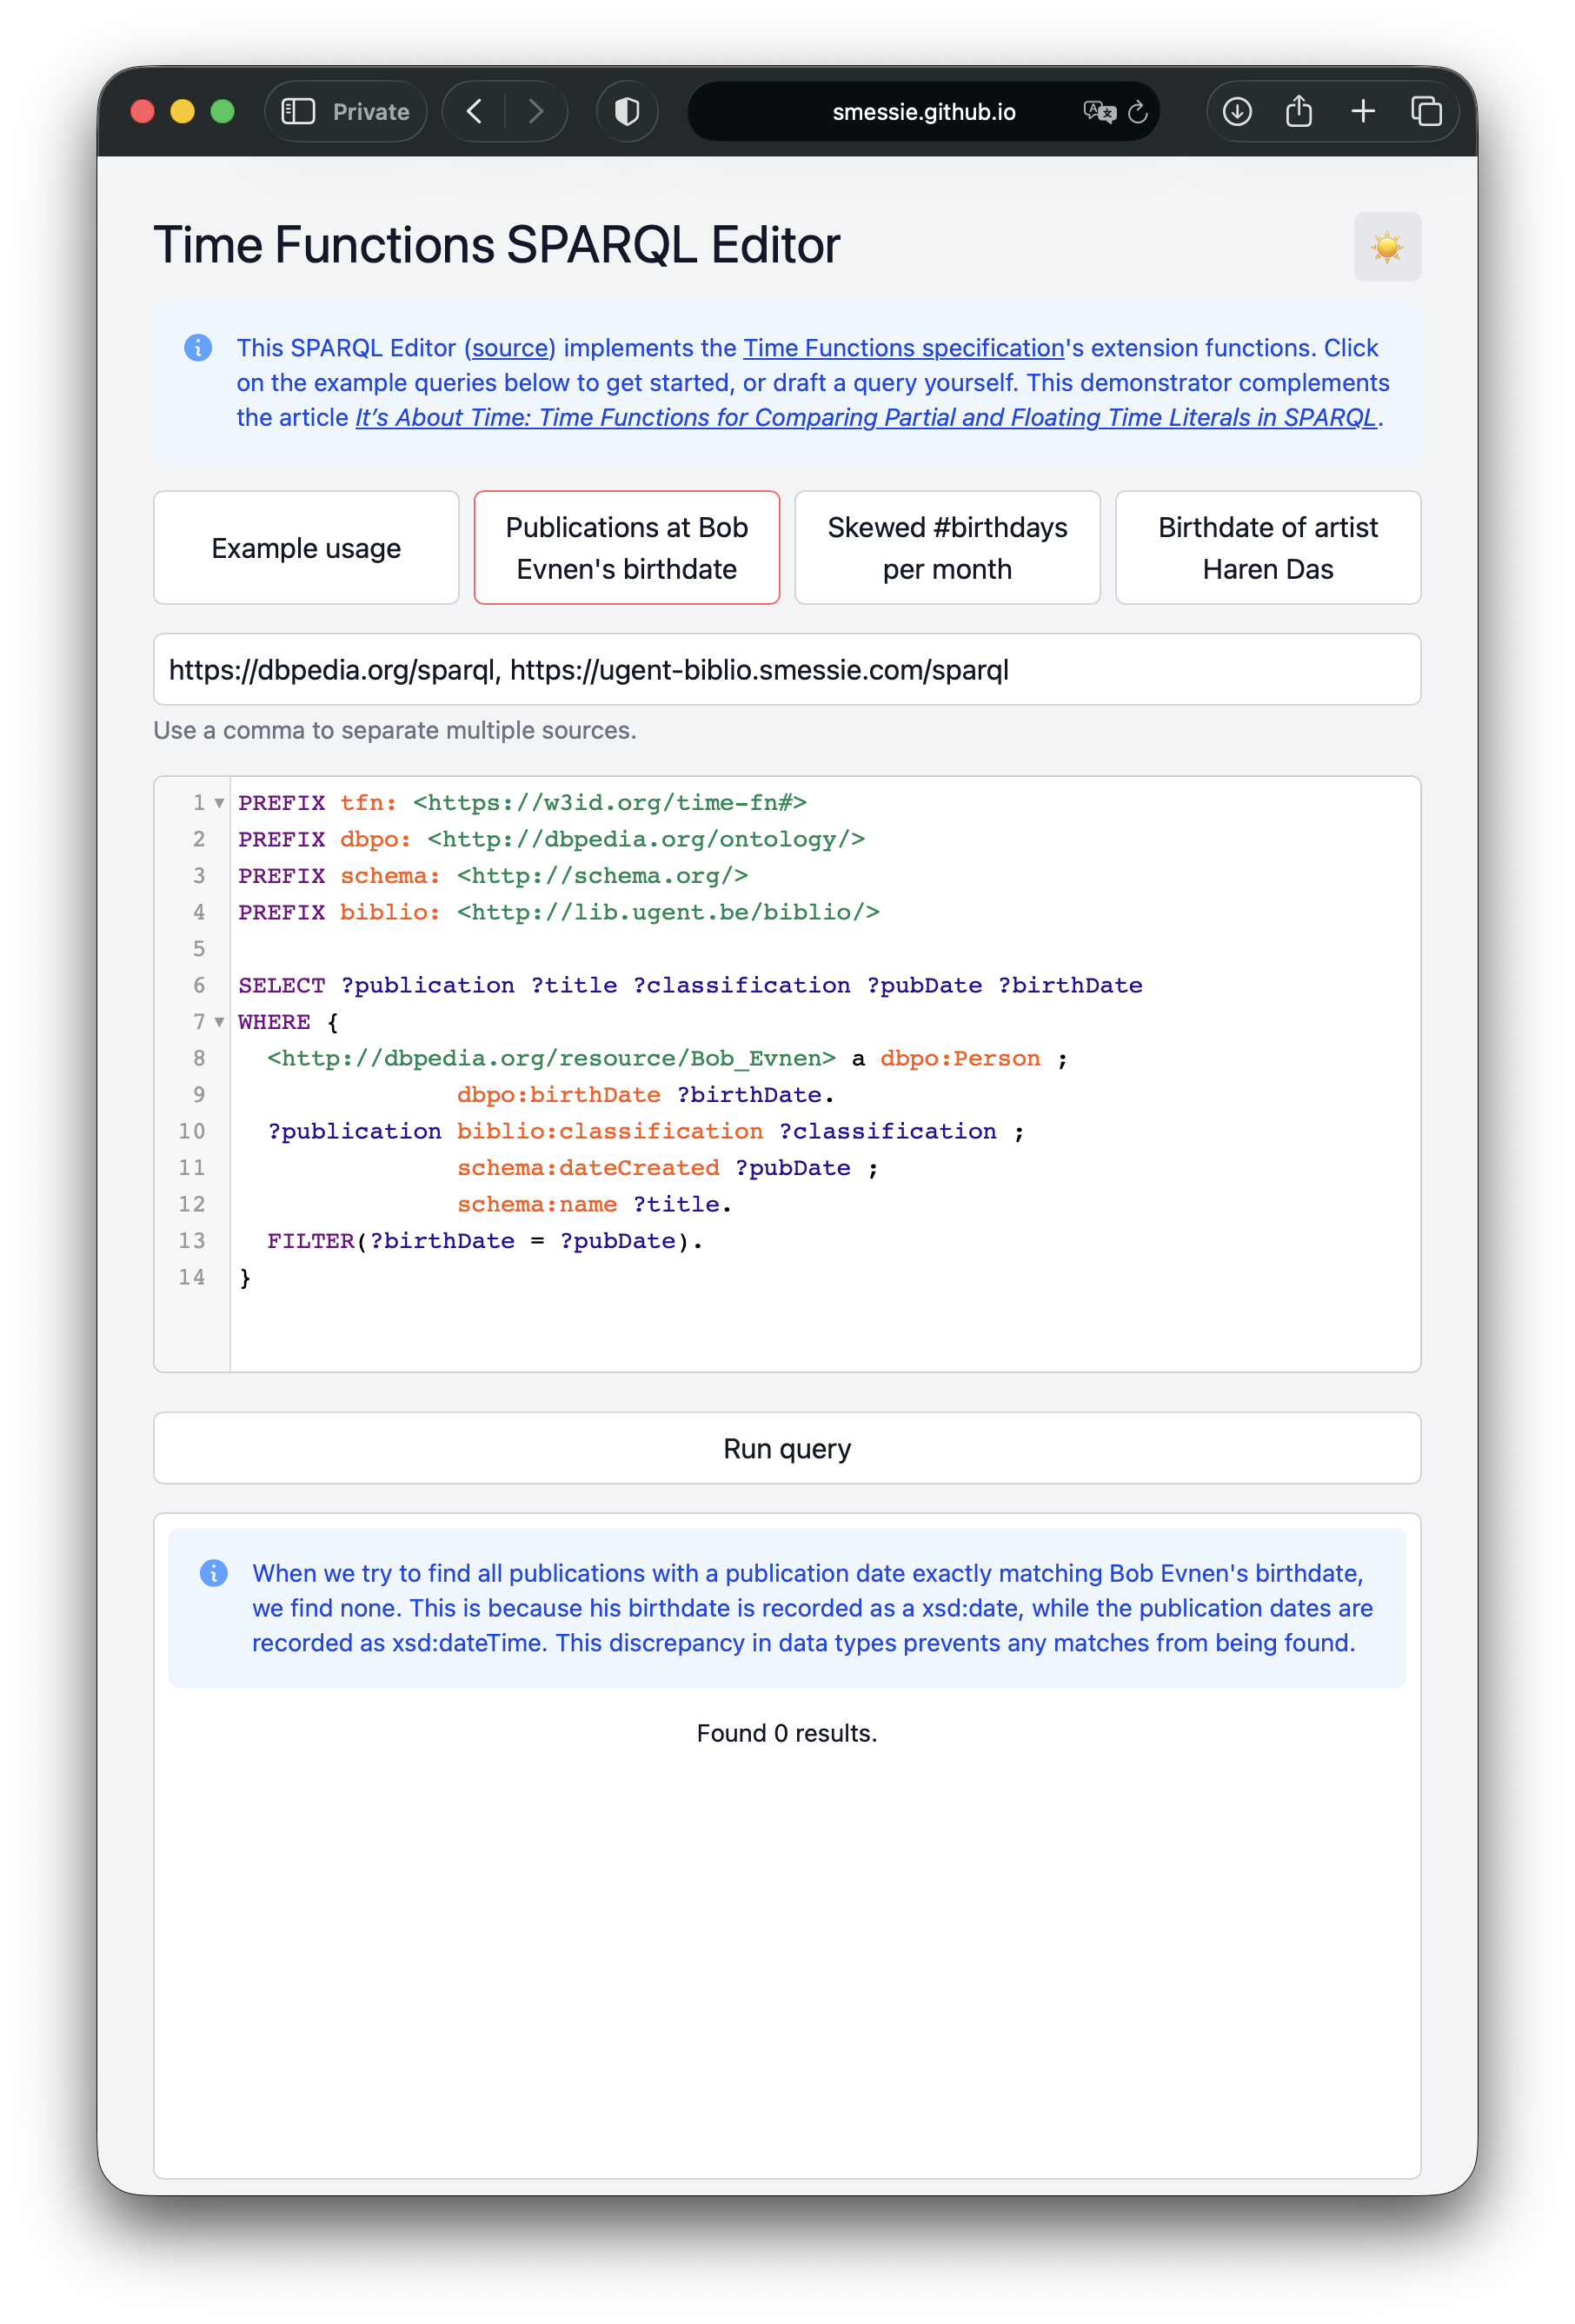 Private
smessie.github.io
Time Functions SPARQL Editor
This SPARQL Editor (source) implements the Time Functions specification's extension functions. Click
on the example queries below to get started, or draft a query yourself. This demonstrator complements
the article It’s About Time: Time Functions for Comparing Partial and Floating Time Literals in SPARQL.
Example usage
Publications at Bob
Evnen's birthdate
Skewed #birthdays
per month
Birthdate of artist
Haren Das
https://dbpedia.org/sparql, https://ugent-biblio.smessie.com/sparql
Use a comma to separate multiple sources.
1 PREFIX tfn: <https://w3id.org/time-fn#>
2 PREFIX dbpo: <http://dbpedia.org/ontology/>
3 PREFIX schema: <http://schema.org/>
4 PREFIX biblio: <http://lib.ugent.be/biblio/>
5
6 SELECT ?publication ?title ?classification ?pubDate ?birthDate
7 WHERE {
8 <http://dbpedia.org/resource/Bob_Evnen> a dbpo:Person ;
9 dbpo:birthDate ?birthDate.
10 ?publication biblio:classification ?classification ;
11 schema:dateCreated ?pubDate ;
12 schema:name ?title.
13 FILTER(?birthDate = ?pubDate).
14 }
Run query
When we try to find all publications with a publication date exactly matching Bob Evnen's birthdate,
we find none. This is because his birthdate is recorded as a xsd:date, while the publication dates are
recorded as xsd:dateTime. This discrepancy in data types prevents any matches from being found.
Found 0 results.